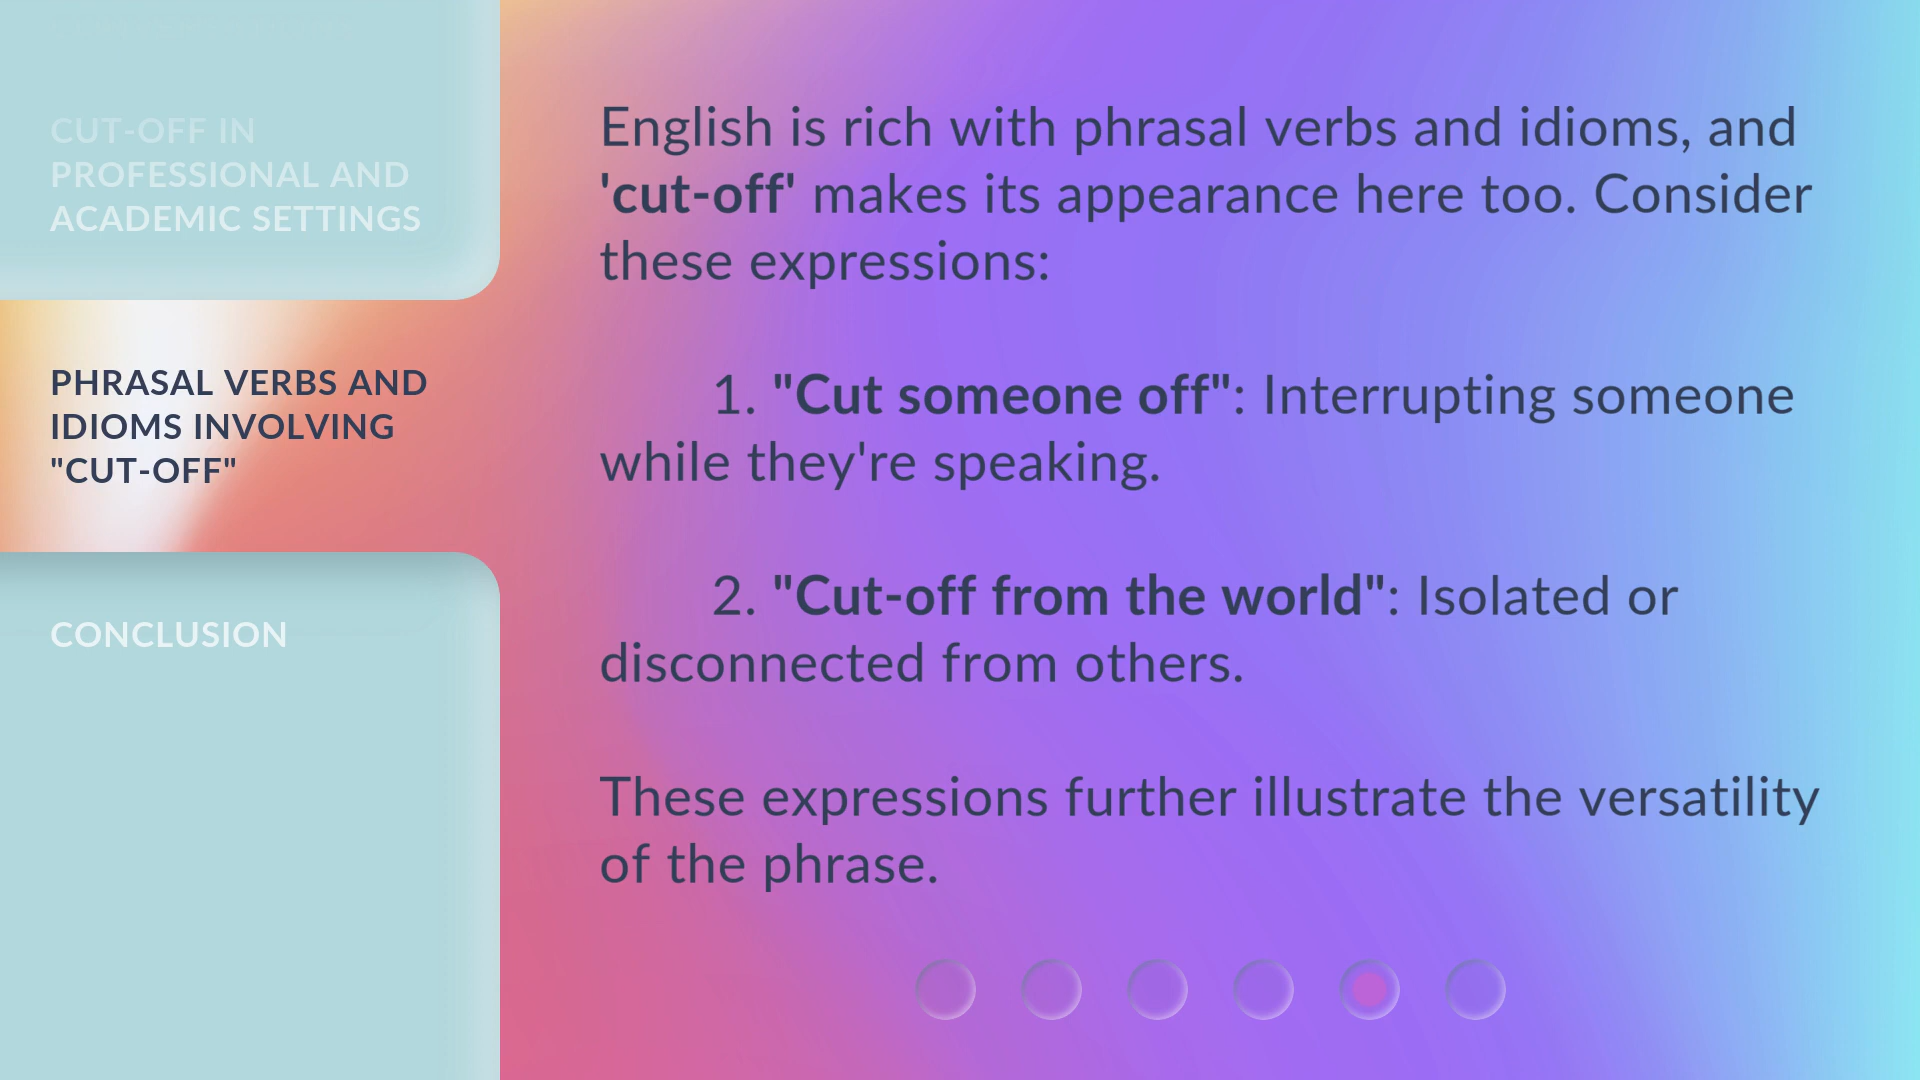 CUT-OFF IN
PROFESSIONAL AND
ACADEMIC SETTINGS
PHRASAL VERBS AND
IDIOMS INVOLVING
"CUT-OFF"
CONCLUSION
English is rich with phrasal verbs and idioms, and
'cut-off' makes its appearance here too. Consider
these expressions:
1. "Cut someone off": Interrupting someone
while they're speaking.
2. "Cut-off from the world": Isolated or
disconnected from others.
These expressions further illustrate the versatility
of the phrase.